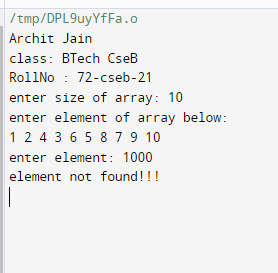 /tmp/DPL9uyYfFa.o
Archit Jain
class: BTech CseB
RollNo : 72-cseb-21
enter size of array: 10
enter element of array below:
1 2 4 3 6 5 8 7 9 10
enter element: 1000
element not found!!!